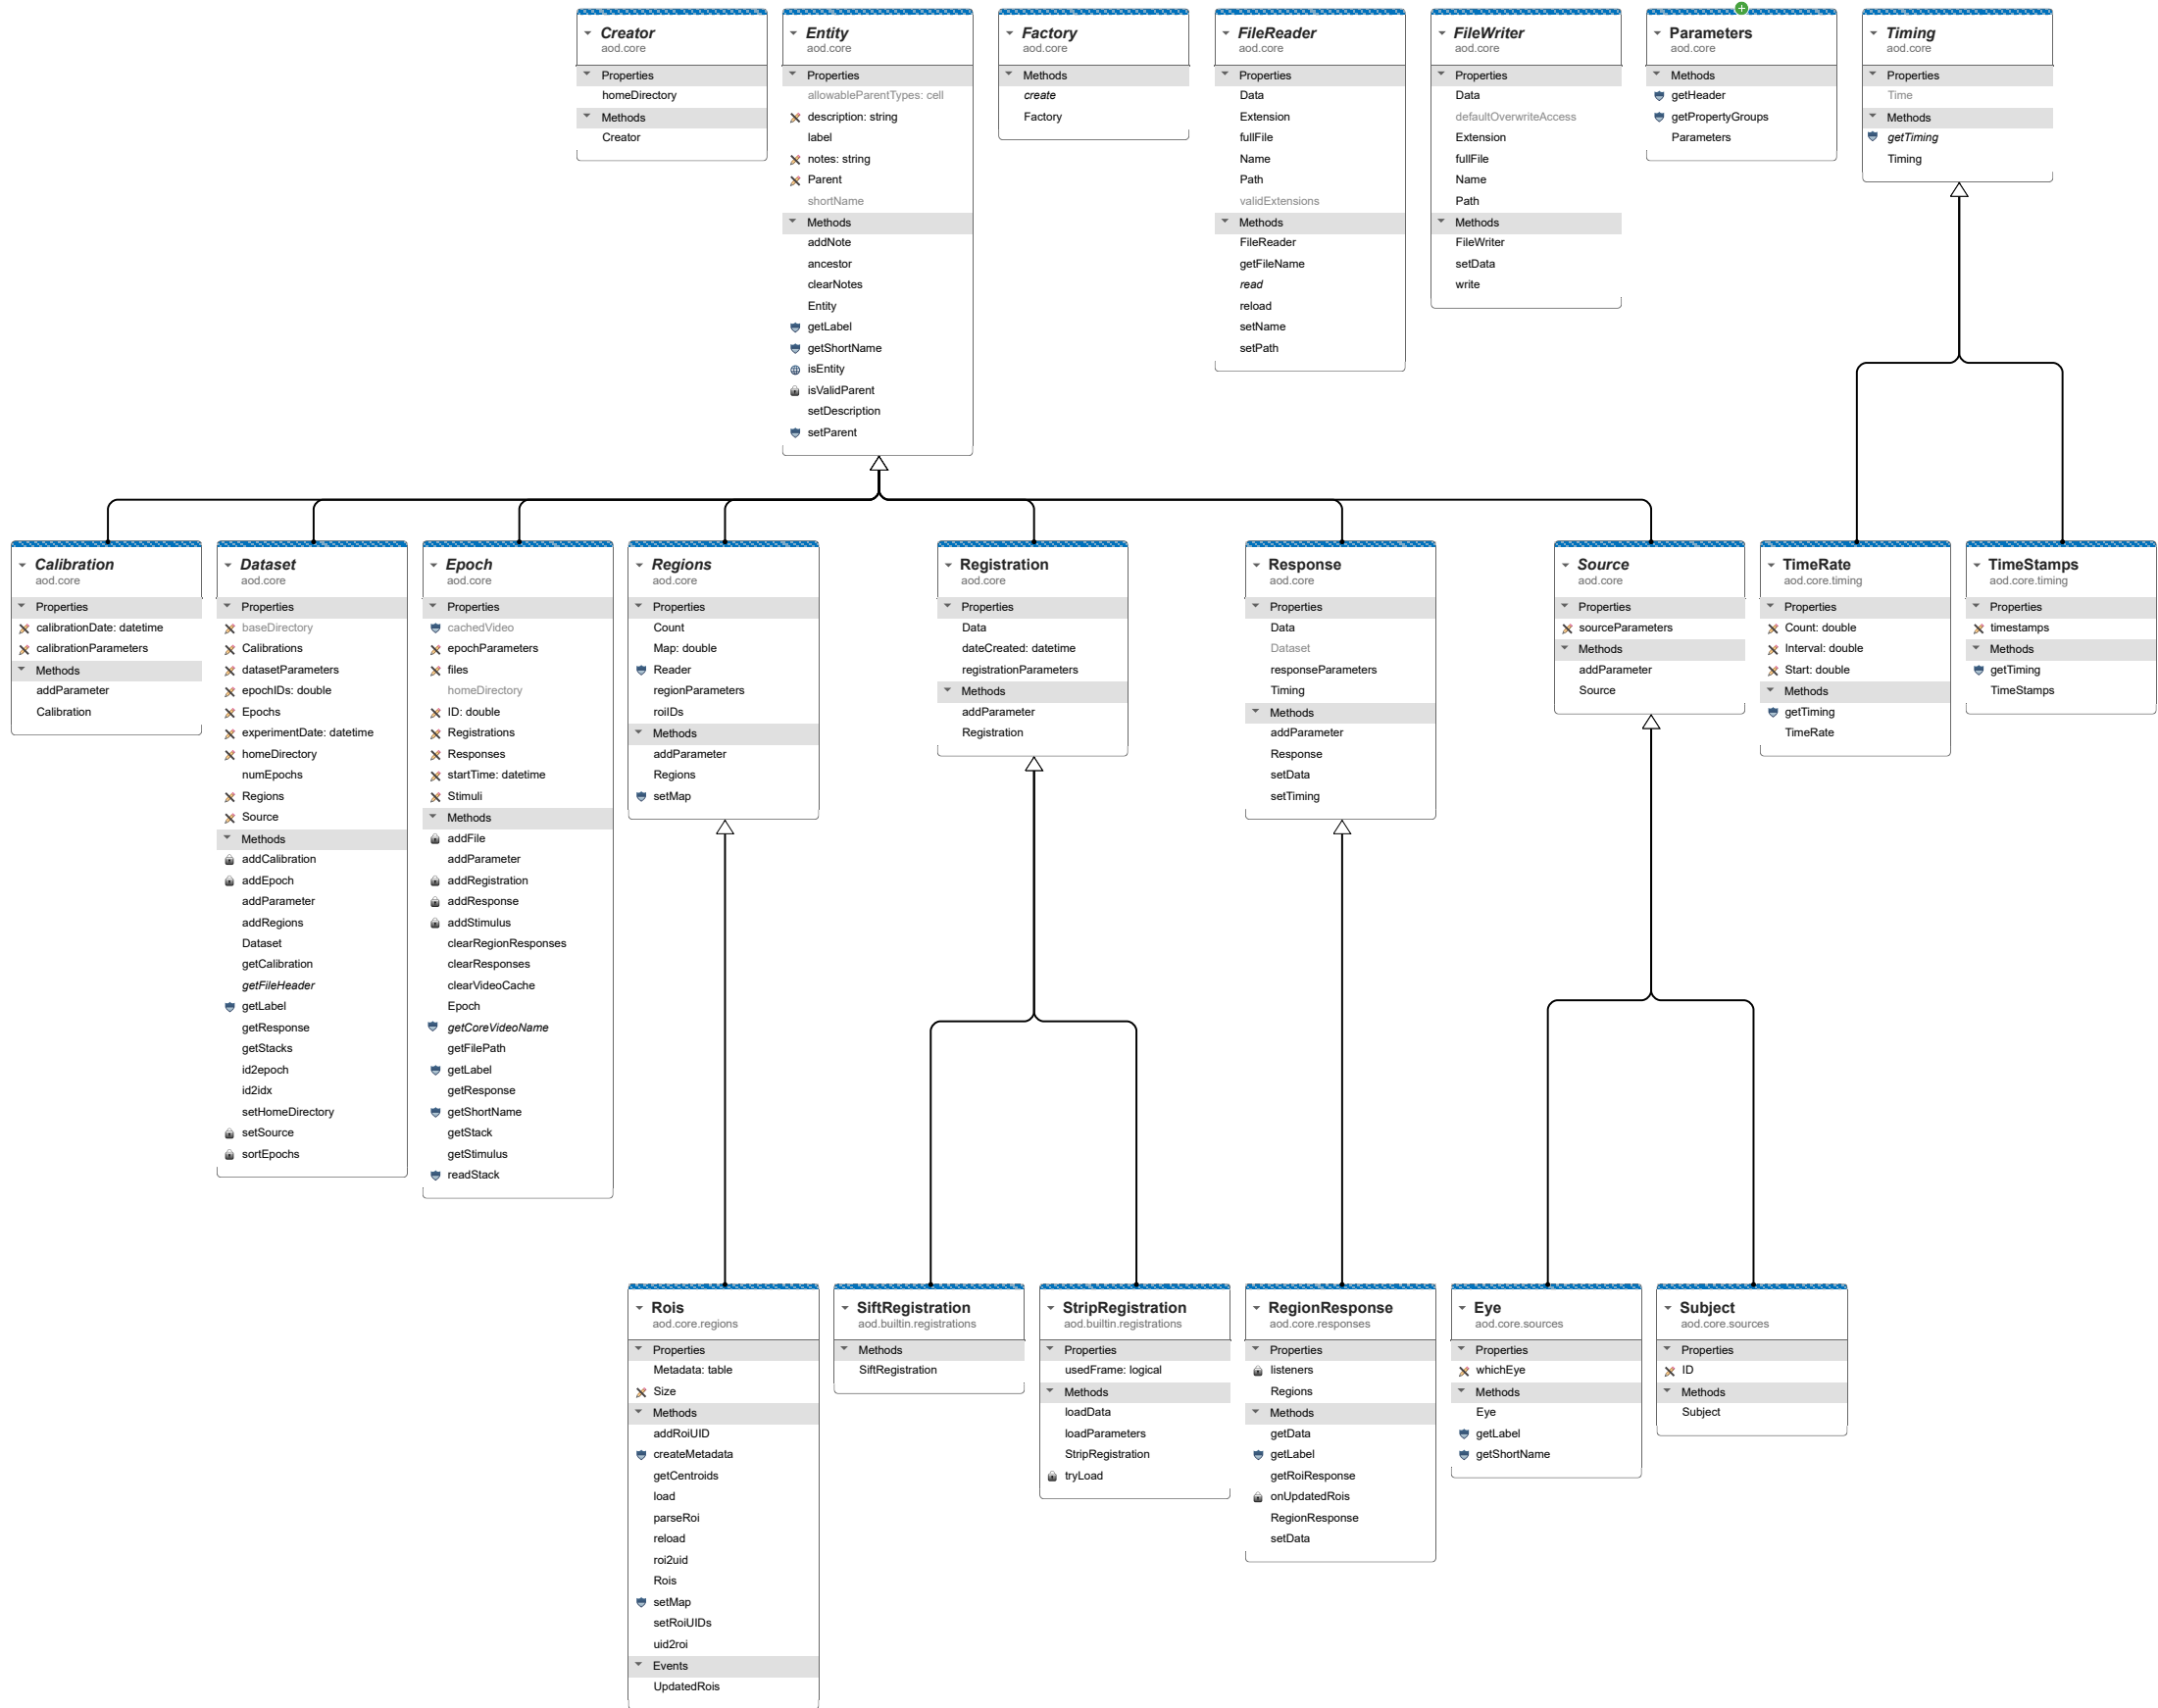 Creator
aod.core
Properties
homeDirectory
Methods
Creator
Entity
aod.core
Properties
allowableParentTypes: cell
description: string
label
notes: string
Parent
shortName
Methods
addNote
ancestor
clearNotes
Entity
getLabel
getShortName
isEntity
isValidParent
setDescription
setParent
Factory
aod.core
Methods
create
Factory
FileReader
aod.core
Properties
Data
Extension
fullFile
Name
Path
validExtensions
Methods
FileReader
getFileName
read
reload
setName
setPath
FileWriter
aod.core
Properties
Data
defaultOverwriteAccess
Extension
fullFile
Name
Path
Methods
FileWriter
setData
write
Parameters
aod.core
Methods
getHeader
getPropertyGroups
Parameters
Timing
aod.core
Properties
Time
Methods
getTiming
Timing
Calibration
aod.core
Properties
calibrationDate: datetime
calibrationParameters
Methods
addParameter
Calibration
Dataset
aod.core
Properties
baseDirectory
Calibrations
datasetParameters
epochIDs: double
Epochs
experimentDate: datetime
homeDirectory
numEpochs
Regions
Source
Methods
addCalibration
addEpoch
addParameter
addRegions
Dataset
getCalibration
getFileHeader
getLabel
getResponse
getStacks
id2epoch
id2idx
setHomeDirectory
setSource
sortEpochs
Epoch
aod.core
Properties
cachedVideo
epochParameters
files
homeDirectory
ID: double
Registrations
Responses
startTime: datetime
Stimuli
Methods
addFile
addParameter
addRegistration
addResponse
addStimulus
clearRegionResponses
clearResponses
clearVideoCache
Epoch
getCoreVideoName
getFilePath
getLabel
getResponse
getShortName
getStack
getStimulus
readStack
Regions
aod.core
Properties
Count
Map: double
Reader
regionParameters
roiIDs
Methods
addParameter
Regions
setMap
Registration
aod.core
Properties
Data
dateCreated: datetime
registrationParameters
Methods
addParameter
Registration
Response
aod.core
Properties
Data
Dataset
responseParameters
Timing
Methods
addParameter
Response
setData
setTiming
Source
aod.core
Properties
sourceParameters
Methods
addParameter
Source
TimeRate
aod.core.timing
Properties
Count: double
Interval: double
Start: double
Methods
getTiming
TimeRate
TimeStamps
aod.core.timing
Properties
timestamps
Methods
getTiming
TimeStamps
Rois
aod.core.regions
Properties
Metadata: table
Size
Methods
addRoiUID
createMetadata
getCentroids
load
parseRoi
reload
roi2uid
Rois
setMap
setRoiUIDs
uid2roi
Events
UpdatedRois
SiftRegistration
aod.builtin.registrations
Methods
SiftRegistration
StripRegistration
aod.builtin.registrations
Properties
usedFrame: logical
Methods
loadData
loadParameters
StripRegistration
tryLoad
RegionResponse
aod.core.responses
Properties
listeners
Regions
Methods
getData
getLabel
getRoiResponse
onUpdatedRois
RegionResponse
setData
Eye
aod.core.sources
Properties
whichEye
Methods
Eye
getLabel
getShortName
Subject
aod.core.sources
Properties
ID
Methods
Subject